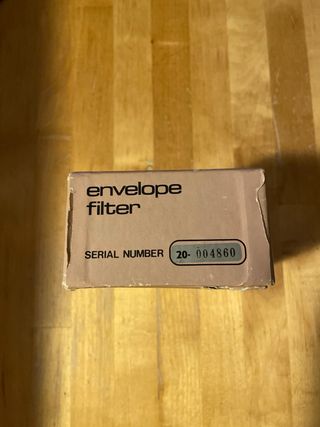 envelope
filter
SERIAL NUMBER 20- 004860